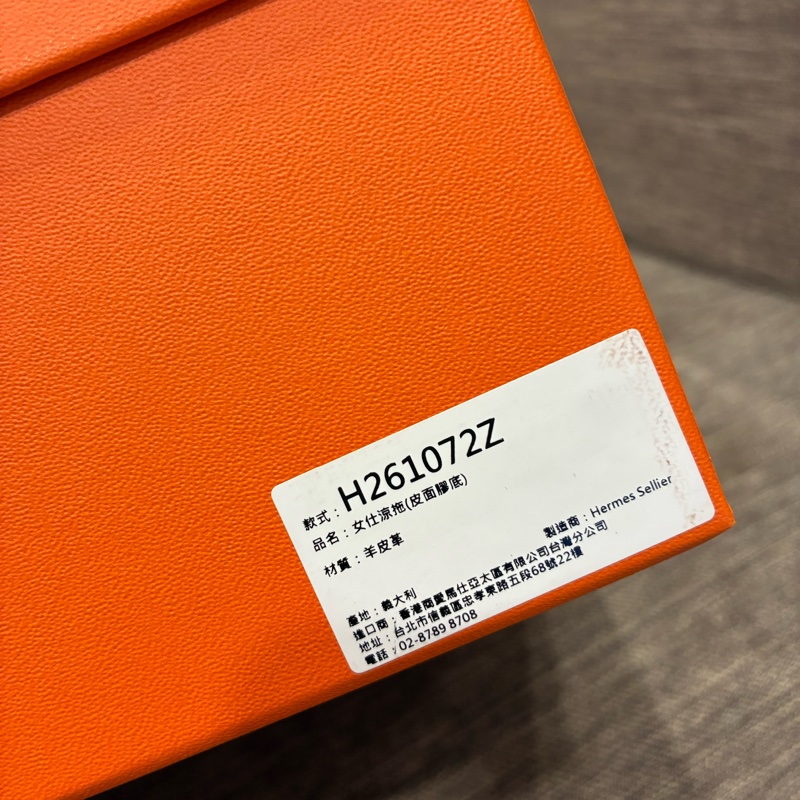 款式：H261072Z
品名：女仕涼拖(皮面膠底)
材質：羊皮革
產地：義大利 製造商：Hermes Sellier
進口商：香港商愛馬仕亞太區有限公司台灣分公司
地址：台北市信義區忠孝東路五段68號22樓
電話：02-8789 8708